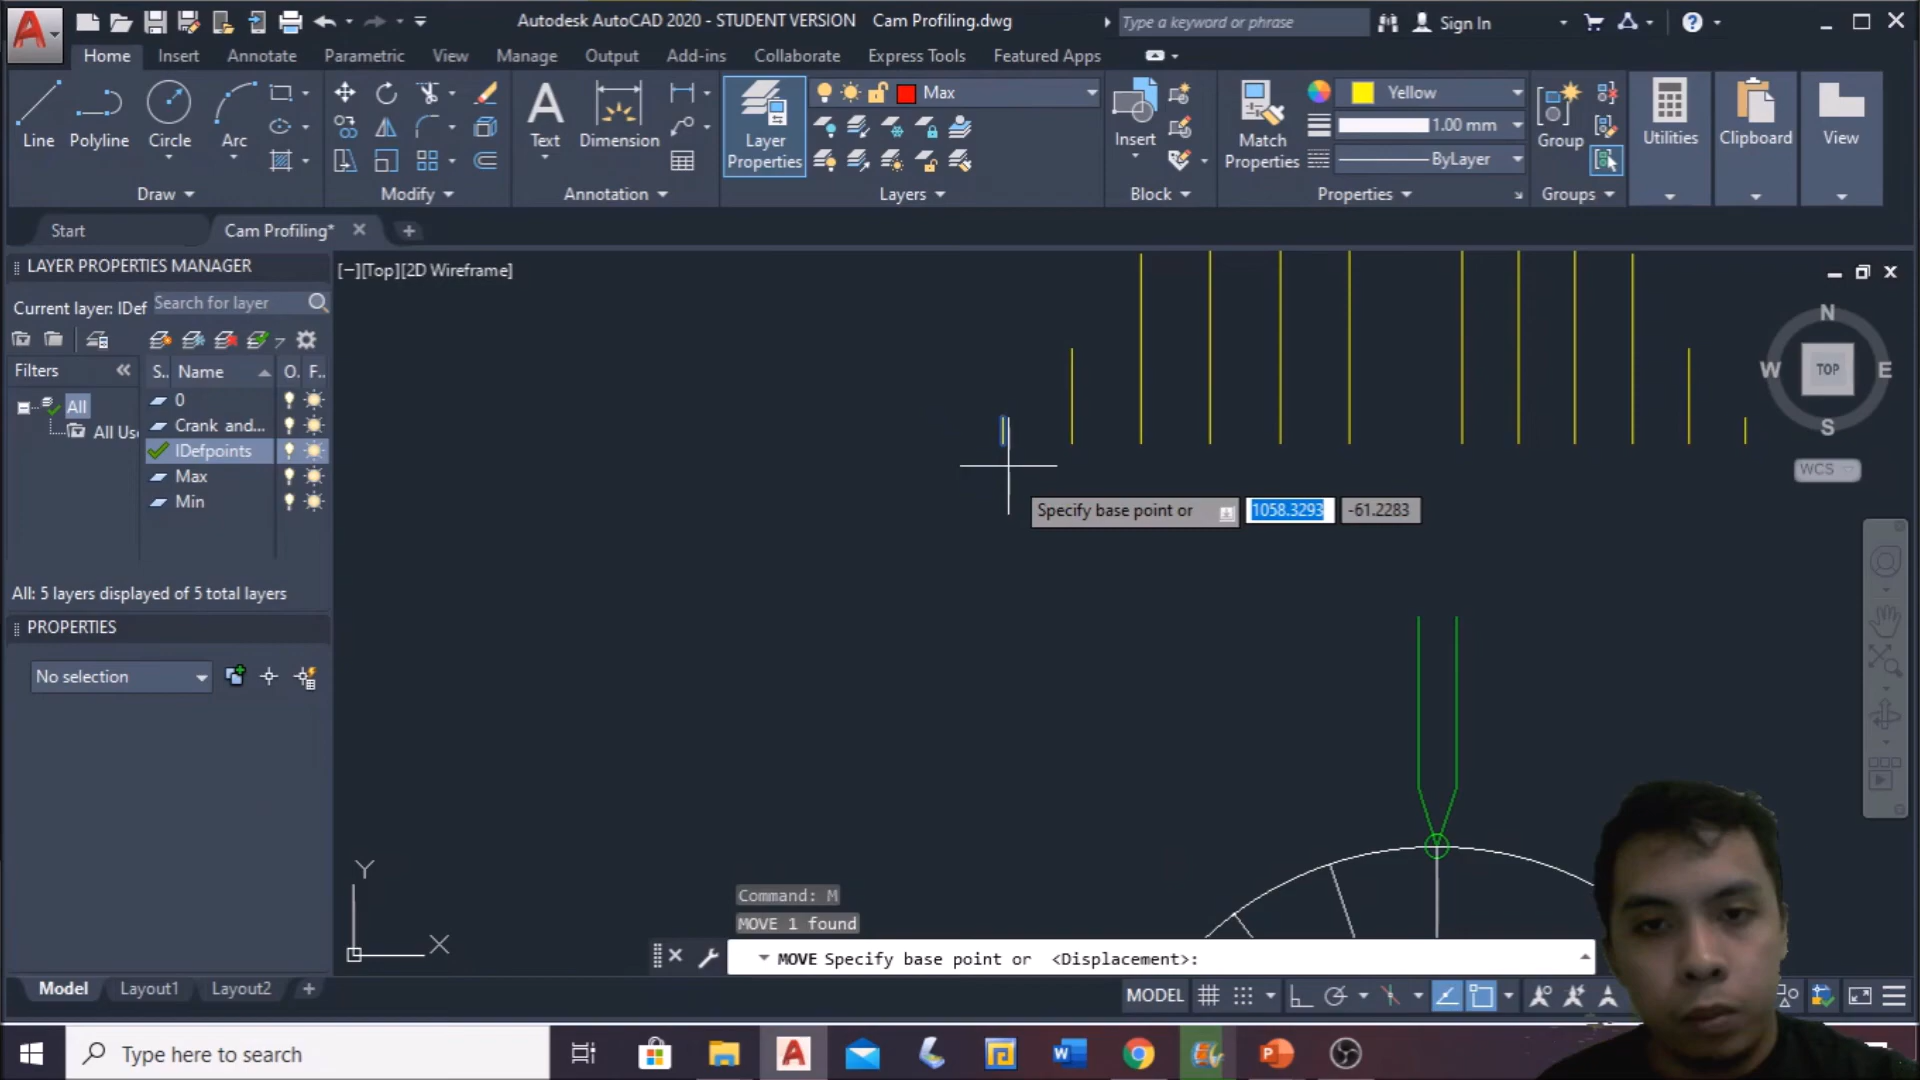 Autodesk AutoCAD 2020 - STUDENT VERSION Cam Profiling.dwg
Type a keyword or phrase
Sign In
Home Insert Annotate Parametric View Manage Output Add-ins Collaborate Express Tools Featured Apps
Line Polyline Circle Arc
Draw
Modify
Text Dimension
Annotation
Layer Properties
Max
Layers
Insert
Block
Match Properties
Yellow
1.00 mm
ByLayer
Properties
Group
Groups
Utilities
Clipboard
View
Start
Cam Profiling*
LAYER PROPERTIES MANAGER
[−][Top][2D Wireframe]
Current layer: IDef
Search for layer
Filters
S.. Name O. F..
All
All Use
0
Crank and...
IDefpoints
Max
Min
All: 5 layers displayed of 5 total layers
PROPERTIES
No selection
N
W TOP E
S
WCS
Specify base point or 1058.3293 -61.2283
Y
X
Command: M
MOVE 1 found
MOVE Specify base point or <Displacement>:
Model Layout1 Layout2
MODEL
Type here to search